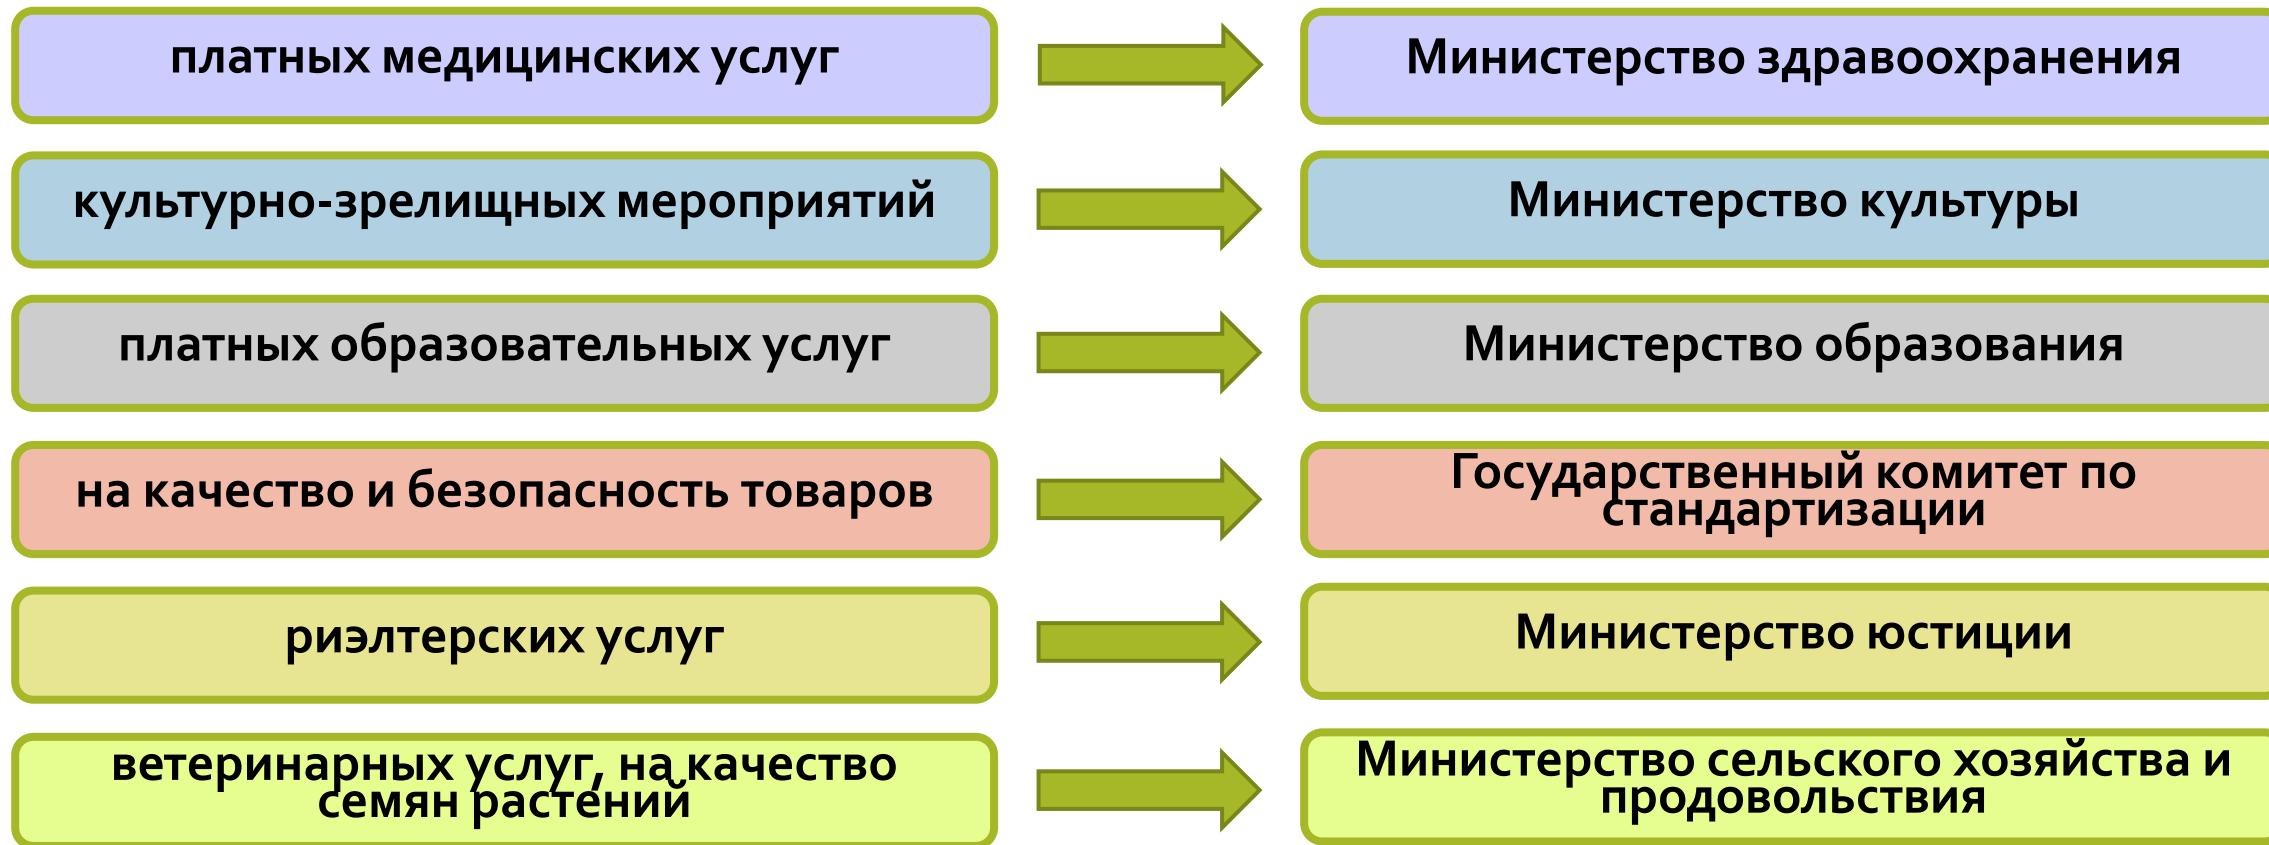 платных медицинских услуг
Министерство здравоохранения
культурно-зрелищных мероприятий
Министерство культуры
платных образовательных услуг
Министерство образования
на качество и безопасность товаров
Государственный комитет по
стандартизации
риэлтерских услуг
Министерство юстиции
ветеринарных услуг, на качество
семян растений
Министерство сельского хозяйства и
продовольствия